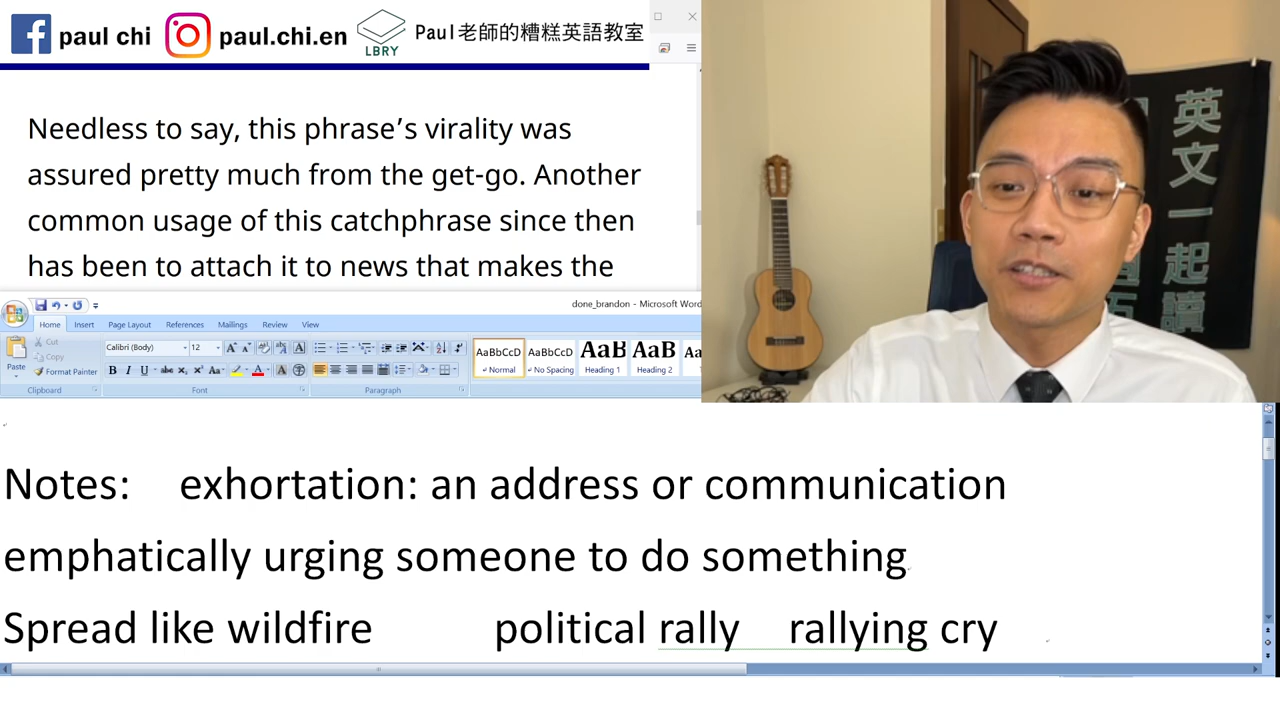 paul chi
paul.chi.en
LBRY
Paul老師的糟糕英語教室
Needless to say, this phrase's virality was
assured pretty much from the get-go. Another
common usage of this catchphrase since then
has been to attach it to news that makes the
done_brandon - Microsoft Word
Home Insert Page Layout References Mailings Review View
Paste
Cut
Copy
Format Painter
Calibri (Body) 12
AaBbCcD AaBbCcD AaB AaB Aa
Normal No Spacing Heading 1 Heading 2
Clipboard Font Paragraph
英文一起讀
Notes: exhortation: an address or communication
emphatically urging someone to do something
Spread like wildfire political rally rallying cry